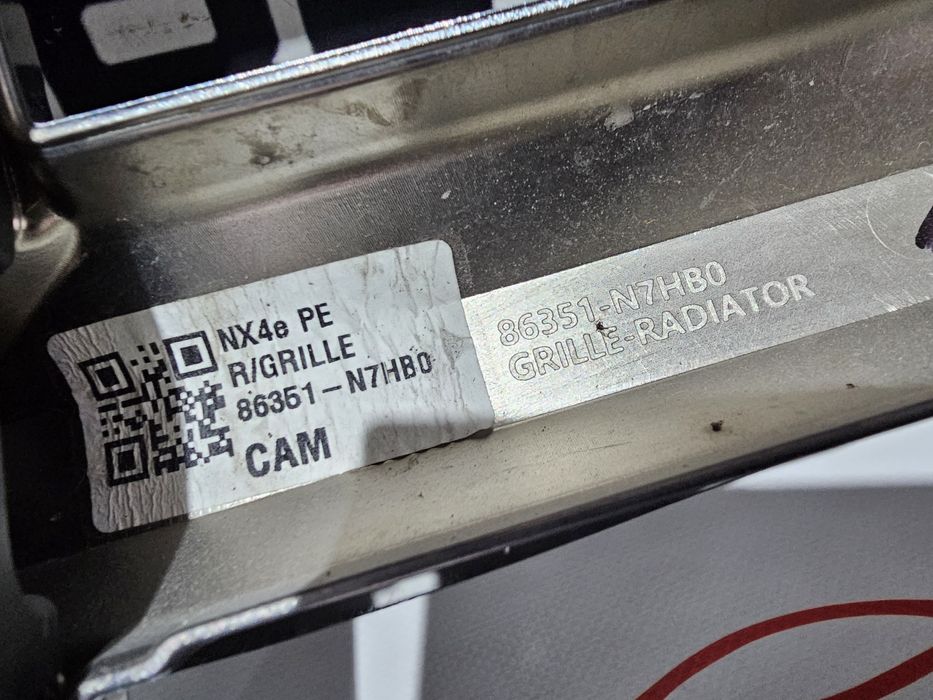 NX4e PE
R/GRILLE
86351-N7HB0
CAM
86351-N7HB0
GRILLE-RADIATOR